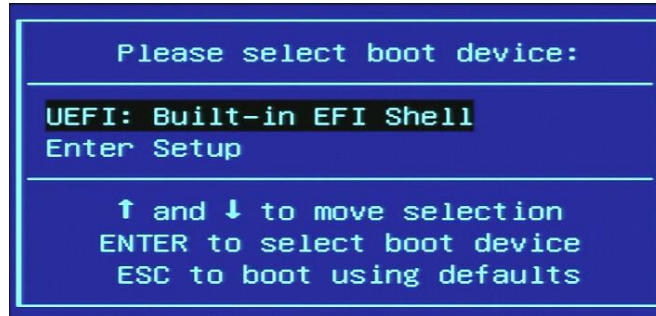 Please select boot device:
UEFI: Built-in EFI Shell
Enter Setup
↑ and ↓ to move selection
ENTER to select boot device
ESC to boot using defaults